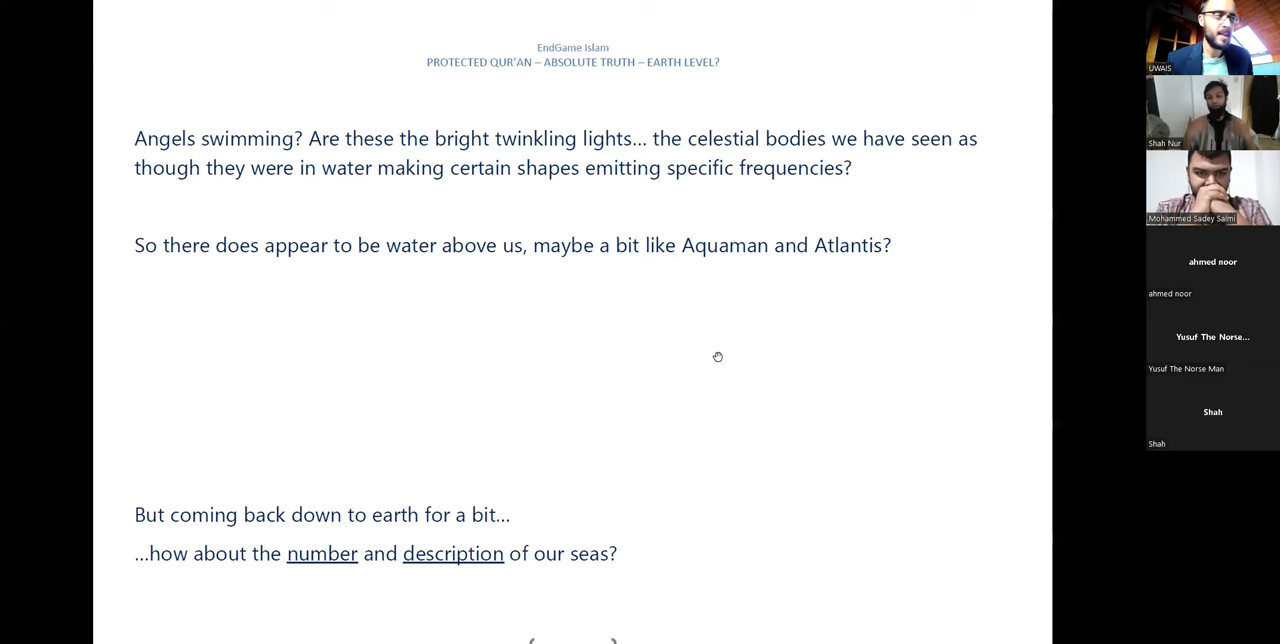 EndGame Islam
PROTECTED QUR'AN – ABSOLUTE TRUTH – EARTH LEVEL?
Angels swimming? Are these the bright twinkling lights... the celestial bodies we have seen as
though they were in water making certain shapes emitting specific frequencies?
So there does appear to be water above us, maybe a bit like Aquaman and Atlantis?
But coming back down to earth for a bit...
...how about the number and description of our seas?
UWAIS
Shah Nur
Mohammed Sadey Salmi
ahmed noor
ahmed noor
Yusuf The Norse...
Yusuf The Norse Man
Shah
Shah